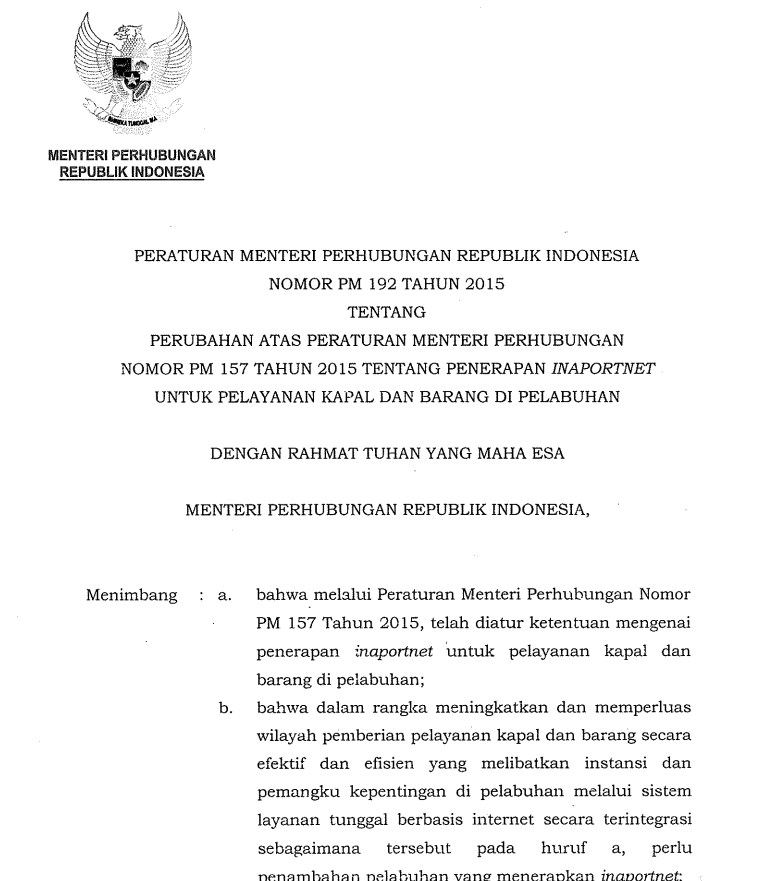 BHINNEKA TUNGGAL IKA
MENTERI PERHUBUNGAN
REPUBLIK INDONESIA
PERATURAN MENTERI PERHUBUNGAN REPUBLIK INDONESIA
NOMOR PM 192 TAHUN 2015
TENTANG
PERUBAHAN ATAS PERATURAN MENTERI PERHUBUNGAN
NOMOR PM 157 TAHUN 2015 TENTANG PENERAPAN INAPORTNET
UNTUK PELAYANAN KAPAL DAN BARANG DI PELABUHAN
DENGAN RAHMAT TUHAN YANG MAHA ESA
MENTERI PERHUBUNGAN REPUBLIK INDONESIA,
Menimbang : a. bahwa melalui Peraturan Menteri Perhubungan Nomor
PM 157 Tahun 2015, telah diatur ketentuan mengenai
penerapan inaportnet untuk pelayanan kapal dan
barang di pelabuhan;
b. bahwa dalam rangka meningkatkan dan memperluas
wilayah pemberian pelayanan kapal dan barang secara
efektif dan efisien yang melibatkan instansi dan
pemangku kepentingan di pelabuhan melalui sistem
layanan tunggal berbasis internet secara terintegrasi
sebagaimana tersebut pada huruf a, perlu
penambahan pelabuhan yang menerapkan inaportnet;